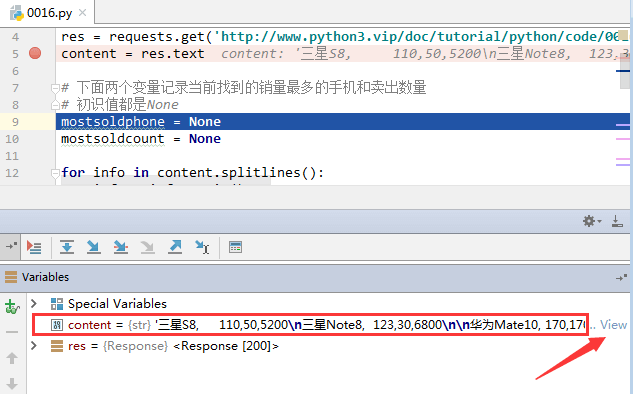 0016.py
4 res = requests.get('http://www.python3.vip/doc/tutorial/python/code/00
5 content = res.text content: '三星S8, 110,50,5200\n三星Note8, 123,3
6
7 # 下面两个变量记录当前找到的销量最多的手机和卖出数量
8 # 初识值都是None
9 mostsoldphone = None
10 mostsoldcount = None
11
12 for info in content.splitlines():
Variables
Special Variables
content = {str} '三星S8, 110,50,5200\n三星Note8, 123,30,6800\n\n华为Mate10, 170,17 ... View
res = {Response} <Response [200]>